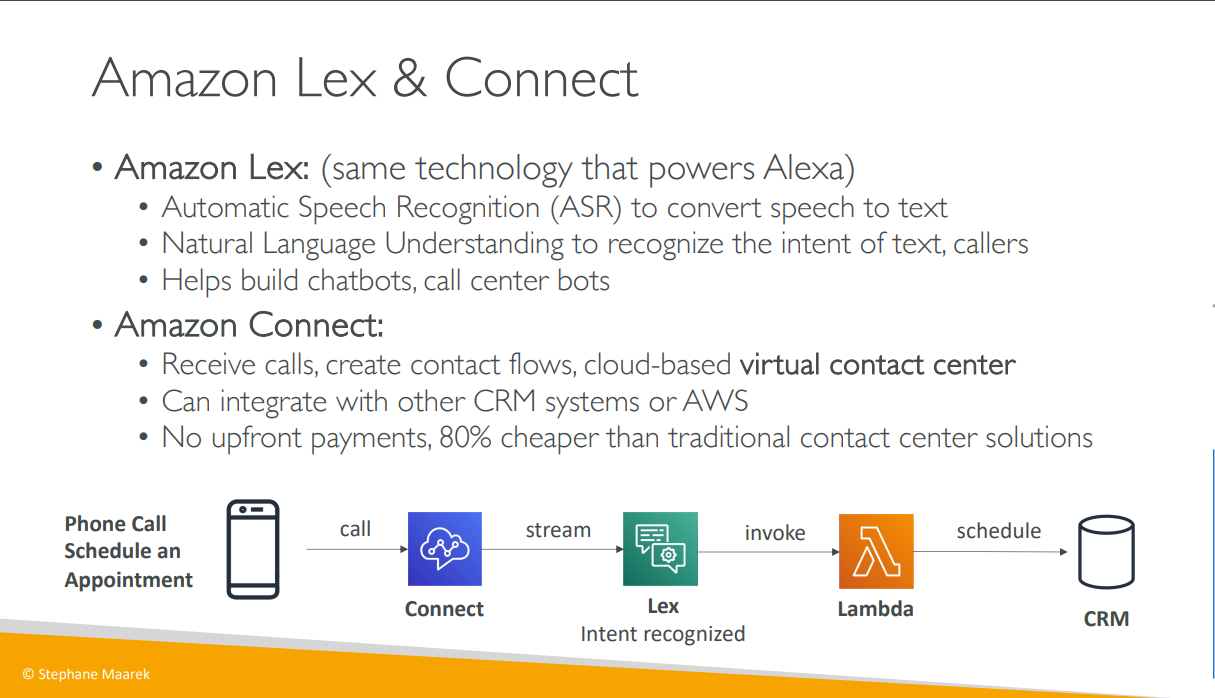 Amazon Lex & Connect
• Amazon Lex: (same technology that powers Alexa)
• Automatic Speech Recognition (ASR) to convert speech to text
• Natural Language Understanding to recognize the intent of text, callers
• Helps build chatbots, call center bots
• Amazon Connect:
• Receive calls, create contact flows, cloud-based virtual contact center
• Can integrate with other CRM systems or AWS
• No upfront payments, 80% cheaper than traditional contact center solutions
Phone Call
Schedule an
Appointment
call
Connect
stream
Lex
Intent recognized
invoke
Lambda
schedule
CRM
© Stephane Maarek